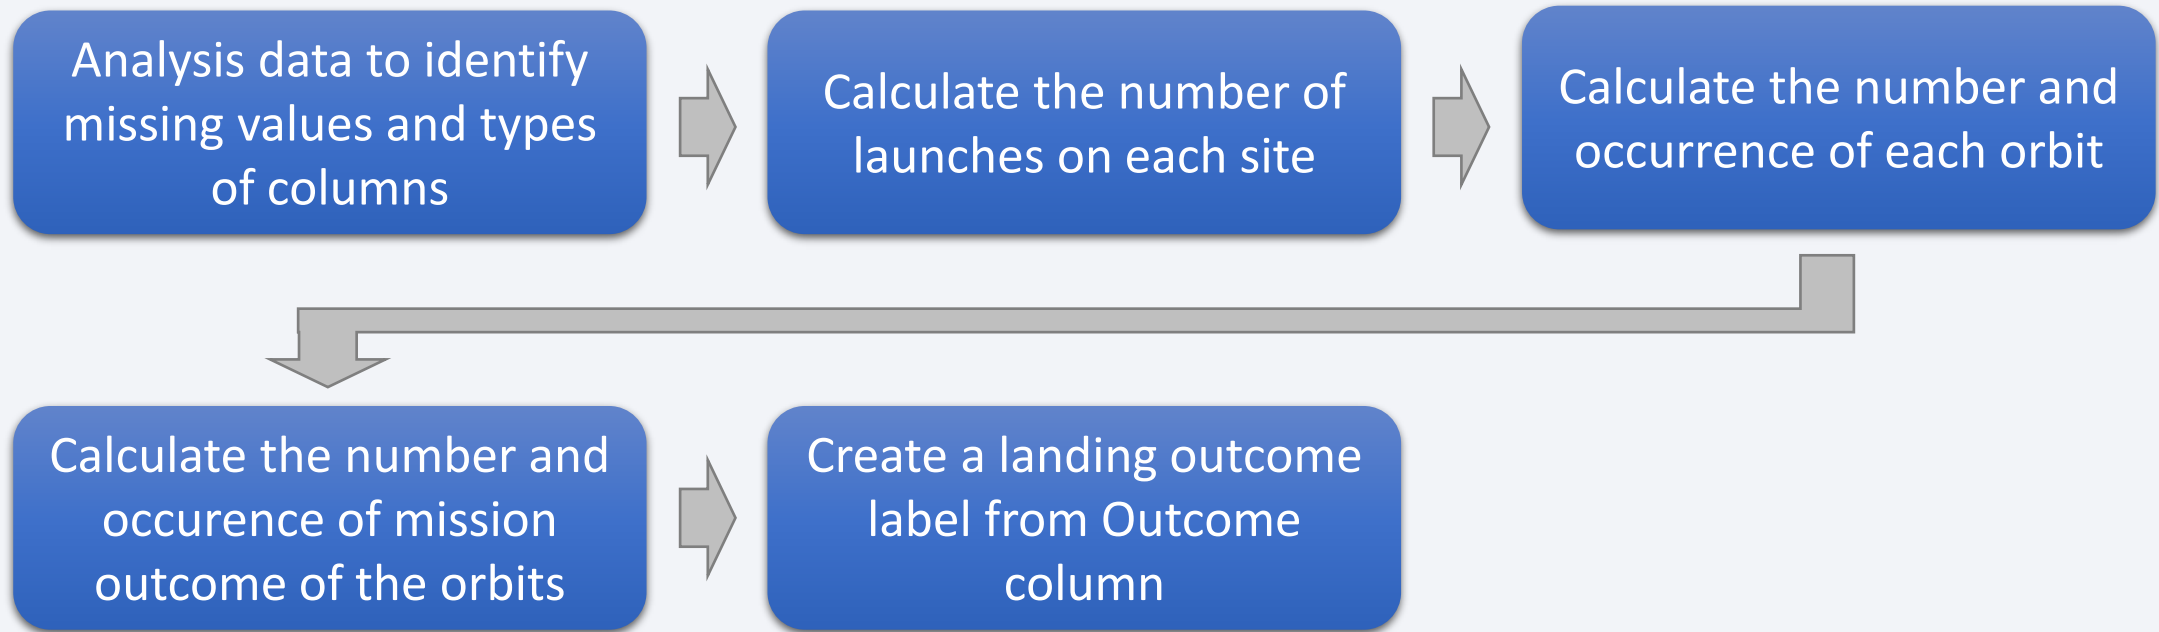 Analysis data to identify
missing values and types
of columns
Calculate the number of
launches on each site
Calculate the number and
occurrence of each orbit
Calculate the number and
occurence of mission
outcome of the orbits
Create a landing outcome
label from Outcome
column